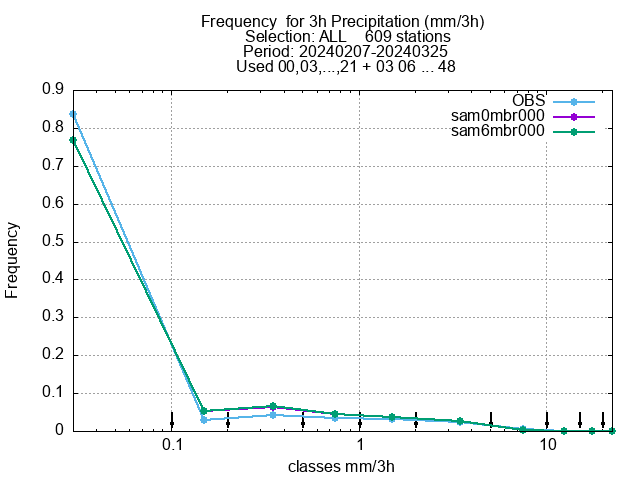 Frequency  for 3h Precipitation (mm/3h)
Selection: ALL    609 stations
Period: 20240207-20240325
Used 00,03,...,21 + 03 06 ... 48
OBS
sam0mbr000
sam6mbr000
0.9
0.8
0.7
0.6
0.5
0.4
0.3
0.2
0.1
0
Frequency
0.1
1
10
classes mm/3h